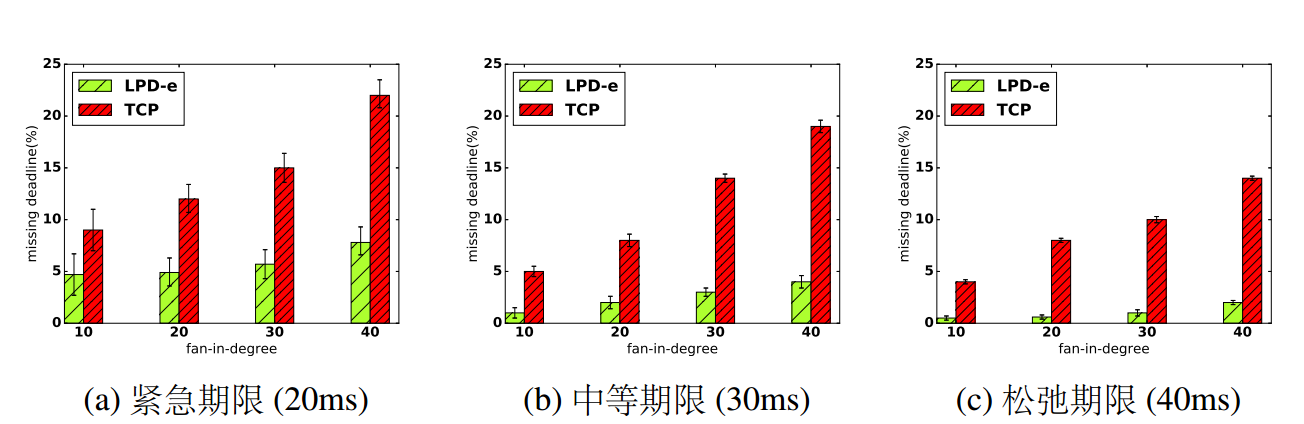 25
20
15
10
5
0
missing deadline(%)
LPD-e
TCP
10 20 30 40
fan-in-degree
(a) 紧急期限 (20ms)
25
20
15
10
5
0
missing deadline(%)
LPD-e
TCP
10 20 30 40
fan-in-degree
(b) 中等期限 (30ms)
25
20
15
10
5
0
missing deadline(%)
LPD-e
TCP
10 20 30 40
fan-in-degree
(c) 松弛期限 (40ms)